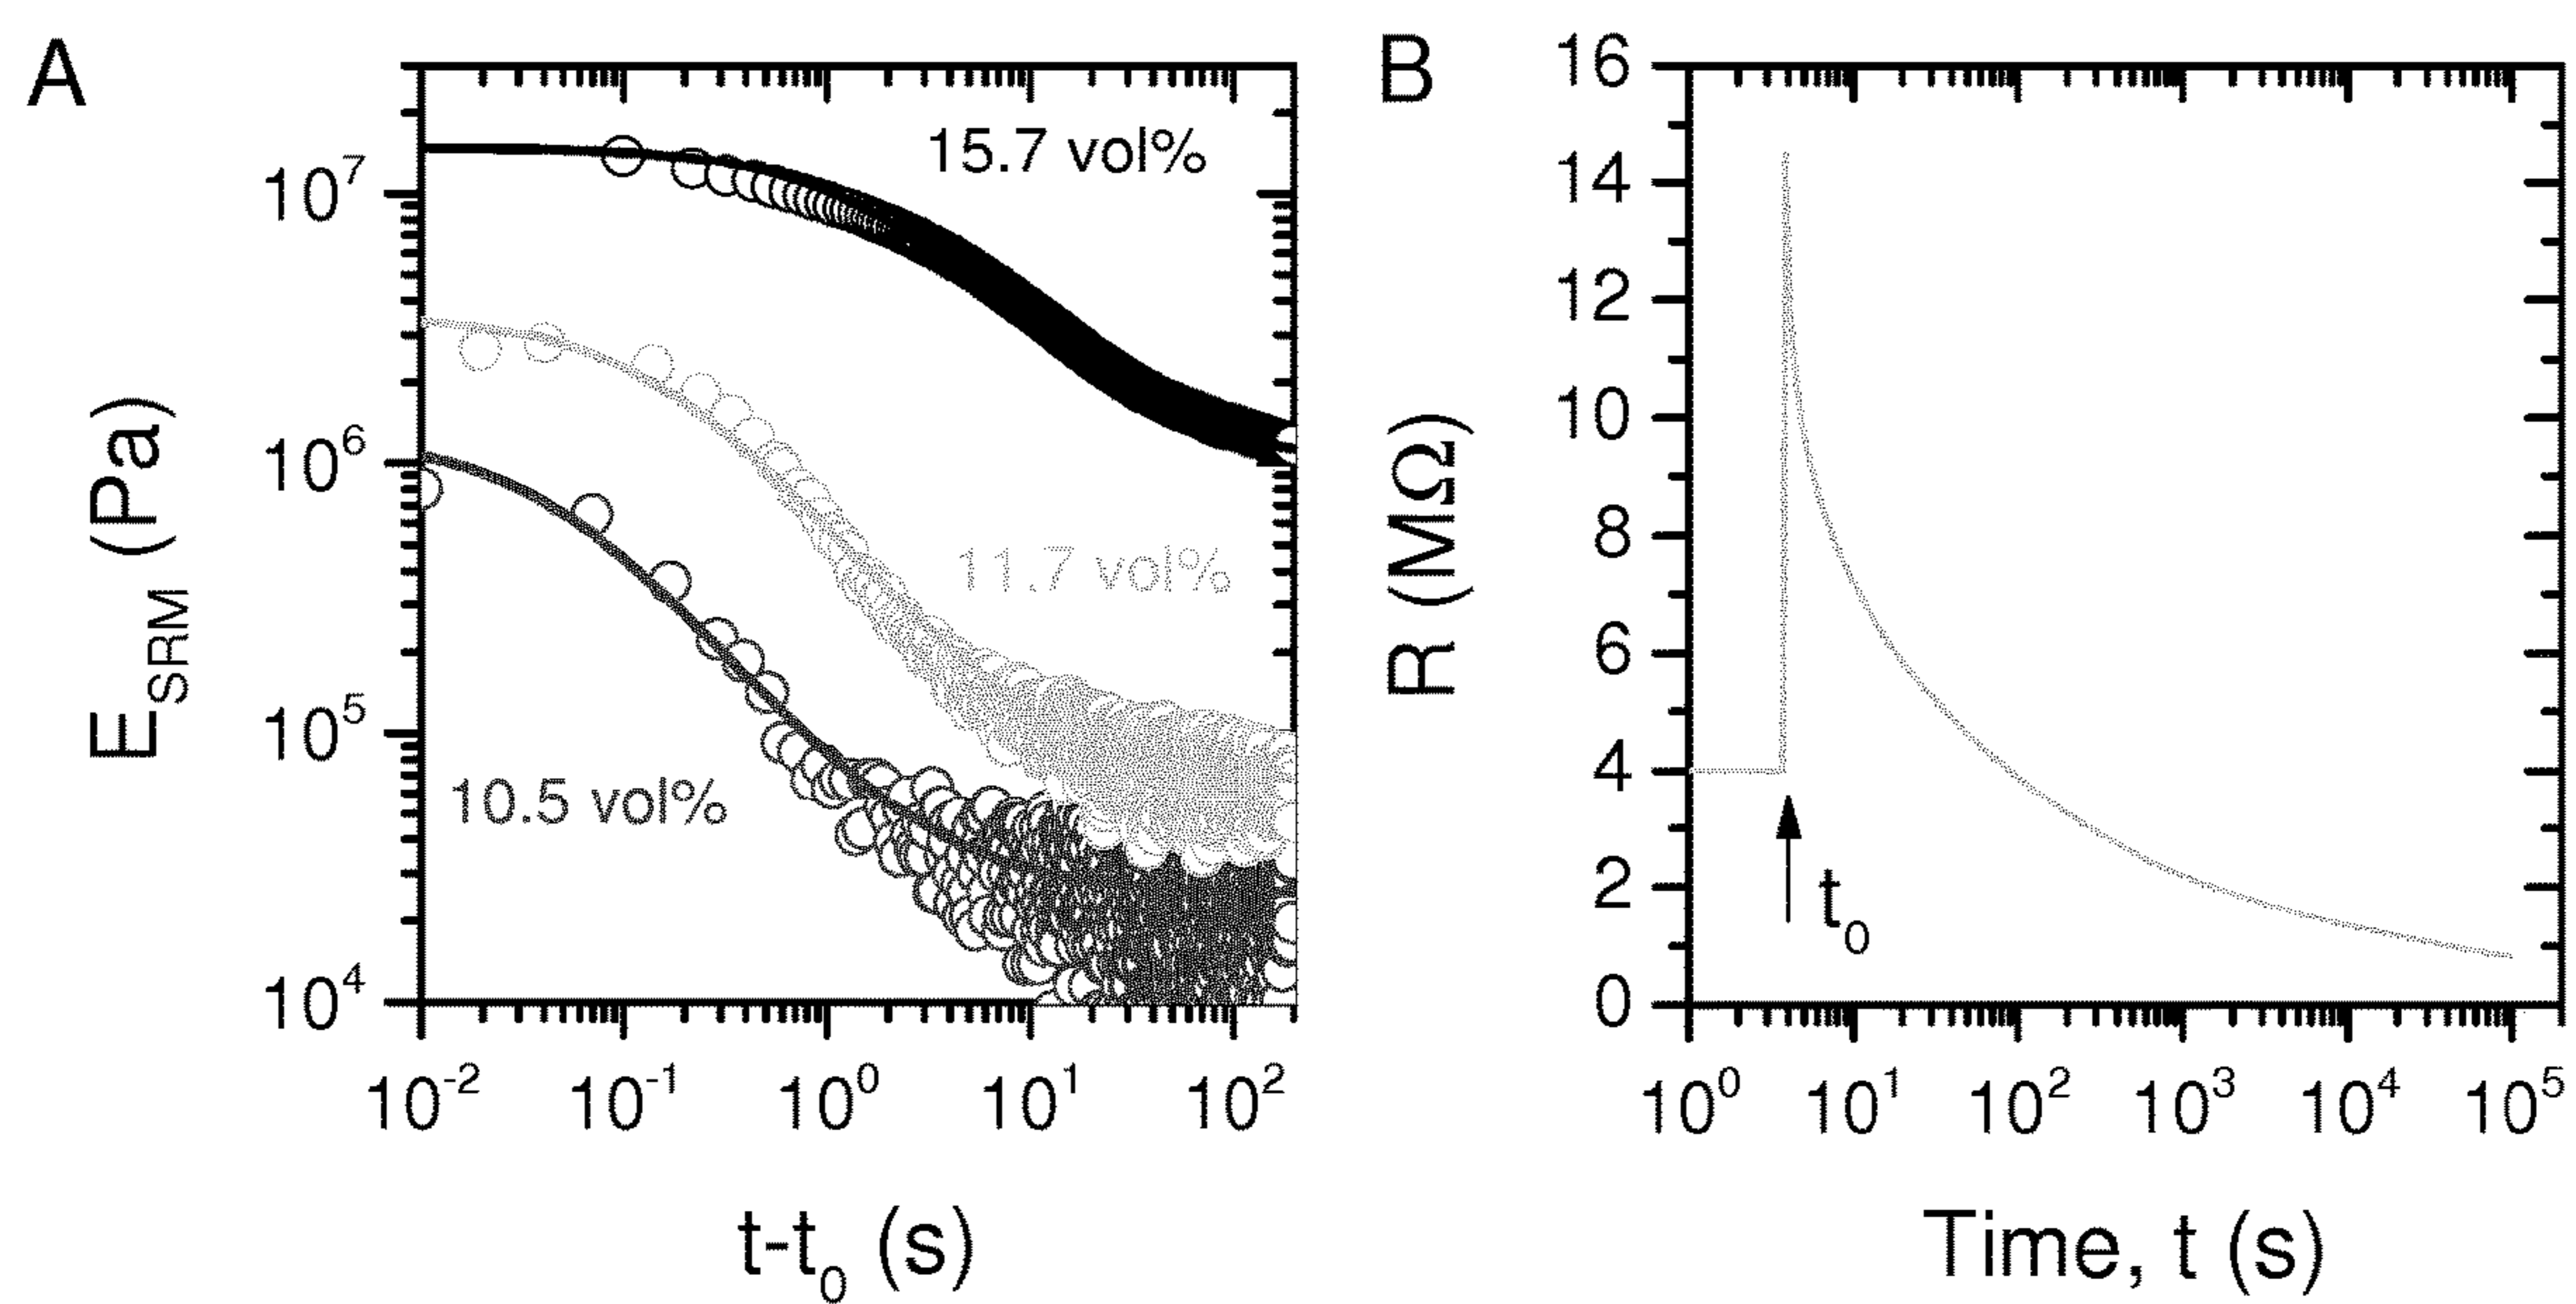 A
E_SRM (Pa)
10^7
10^6
10^5
10^4
15.7 vol%
11.7 vol%
10.5 vol%
10^-2 10^-1 10^0 10^1 10^2
t-t_0 (s)
B
R (MΩ)
16
14
12
10
8
6
4
2
0
t_0
10^0 10^1 10^2 10^3 10^4 10^5
Time, t (s)